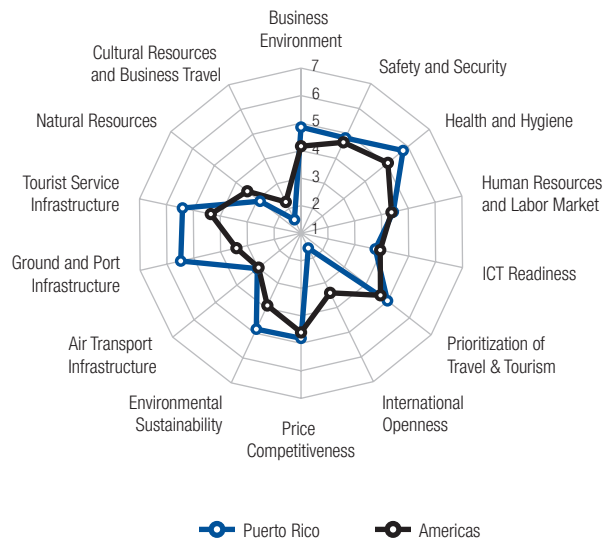 Business
Environment
Cultural Resources
and Business Travel
Safety and Security
Natural Resources
Health and Hygiene
Tourist Service
Infrastructure
Human Resources
and Labor Market
Ground and Port
Infrastructure
ICT Readiness
Air Transport
Infrastructure
Prioritization of
Travel & Tourism
Environmental
Sustainability
International
Openness
Price
Competitiveness
7
6
5
4
3
2
1
Puerto Rico
Americas